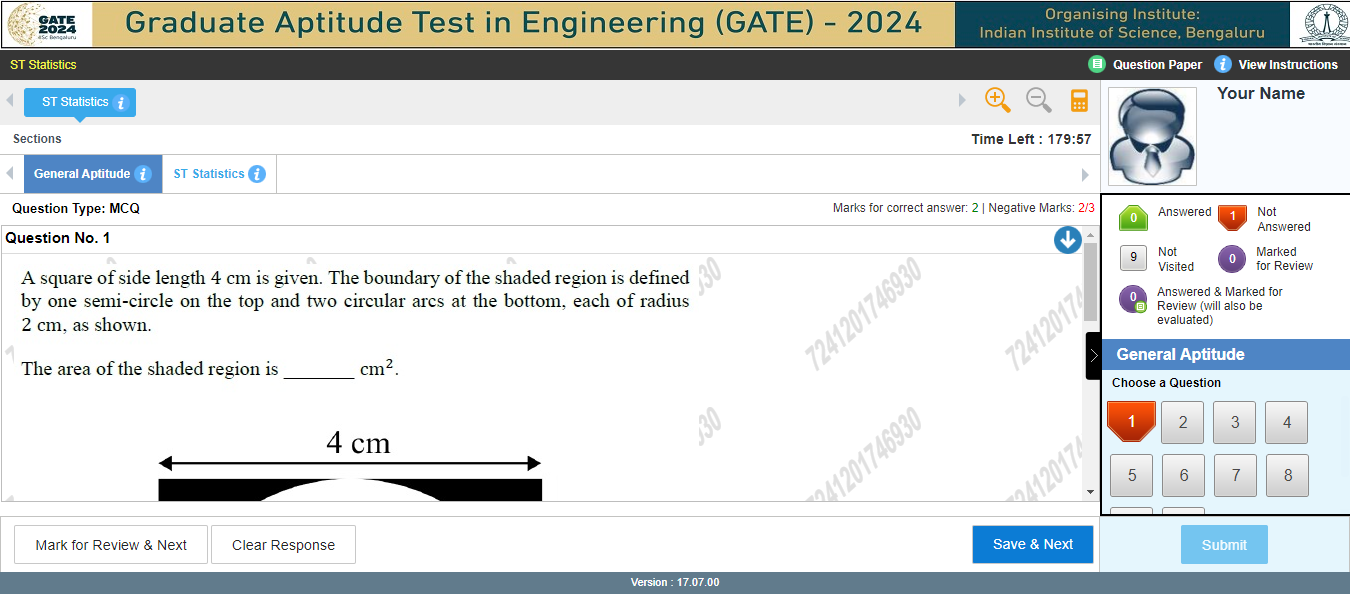 GATE
2024
IISc Bengaluru
Graduate Aptitude Test in Engineering (GATE) - 2024
Organising Institute:
Indian Institute of Science, Bengaluru
ST Statistics
Question Paper
View Instructions
ST Statistics
Your Name
Sections
Time Left : 179:57
General Aptitude
ST Statistics
Question Type: MCQ
Marks for correct answer: 2 | Negative Marks: 2/3
0
Answered
1
Not
Answered
Question No. 1
9
Not
Visited
0
Marked
for Review
A square of side length 4 cm is given. The boundary of the shaded region is defined
by one semi-circle on the top and two circular arcs at the bottom, each of radius
2 cm, as shown.
0
Answered & Marked for
Review (will also be
evaluated)
7241201746930
The area of the shaded region is _______ cm².
General Aptitude
Choose a Question
1
2
3
4
4 cm
5
6
7
8
Mark for Review & Next
Clear Response
Save & Next
Submit
Version : 17.07.00